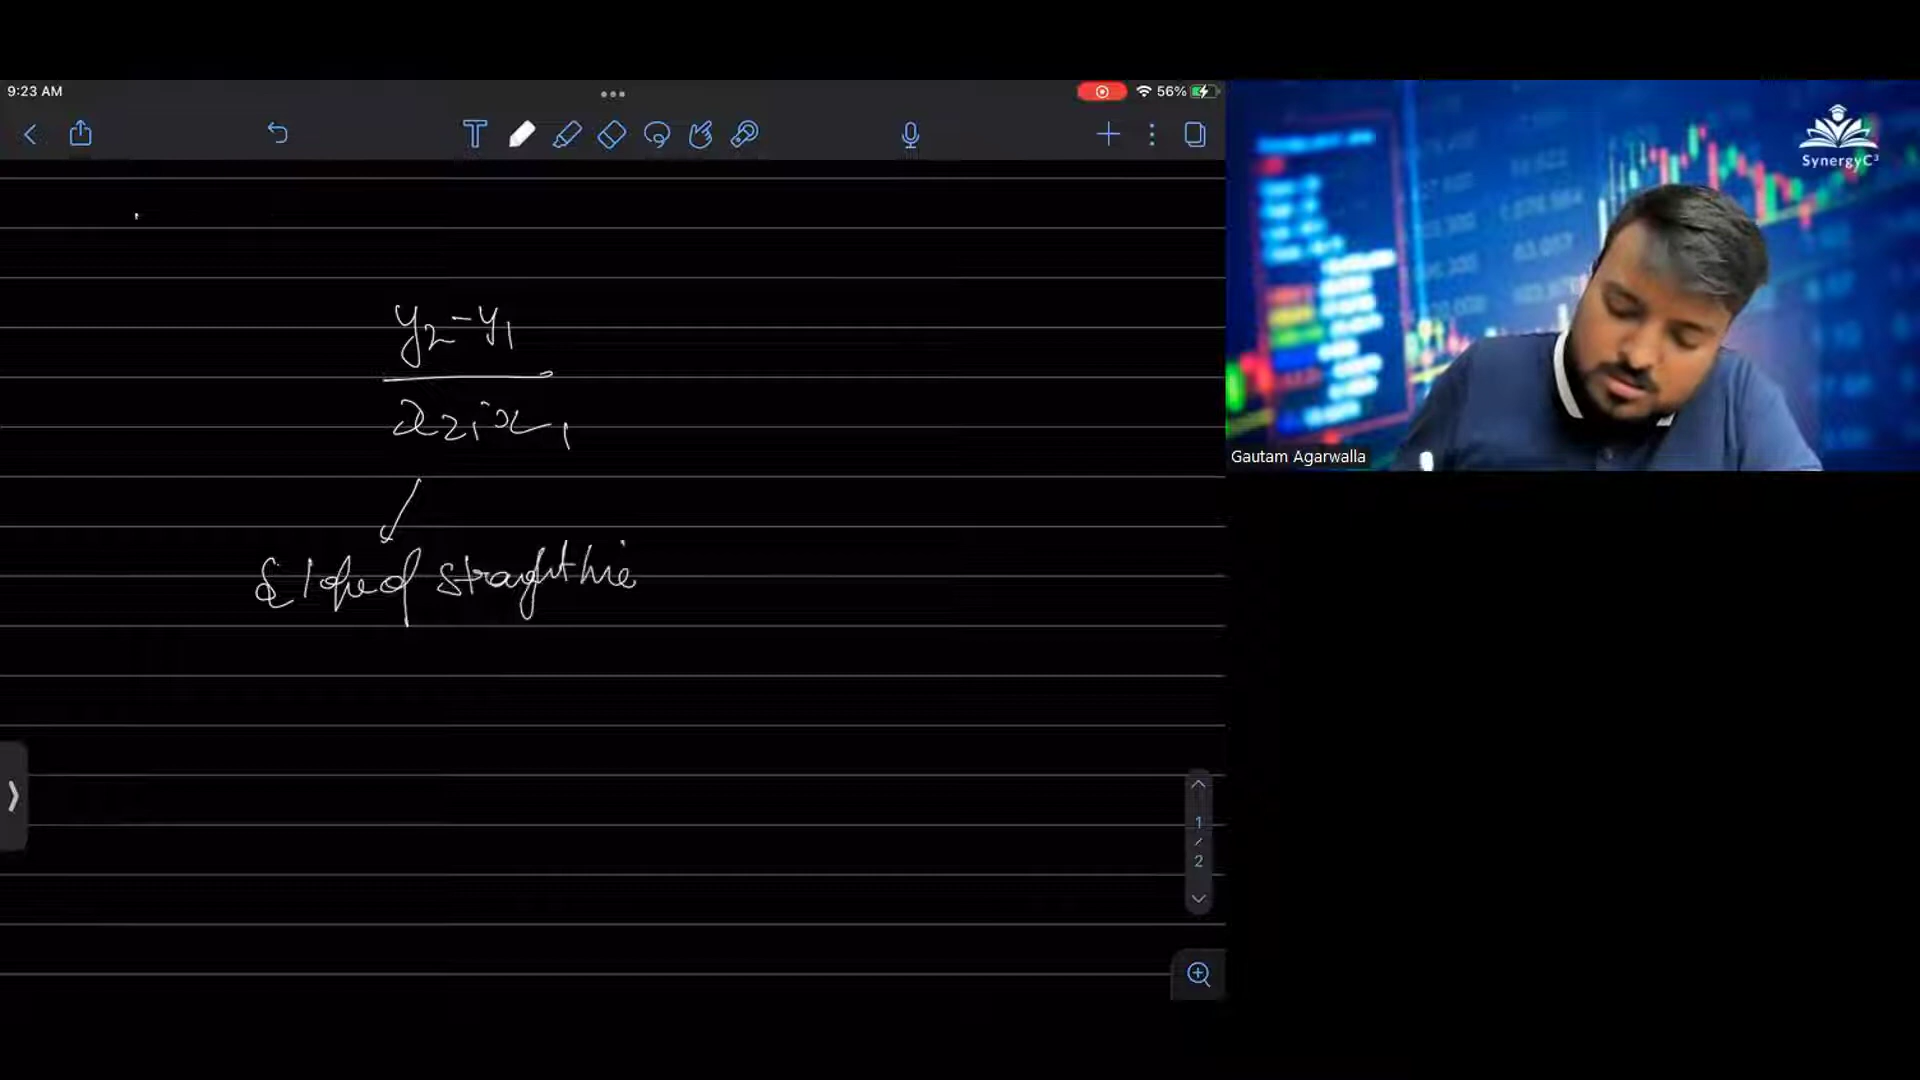 9:23 AM
56%
SynergyC³
y₂-y₁
x₂-x₁
Slope of straight line
Gautam Agarwalla
1
/
2